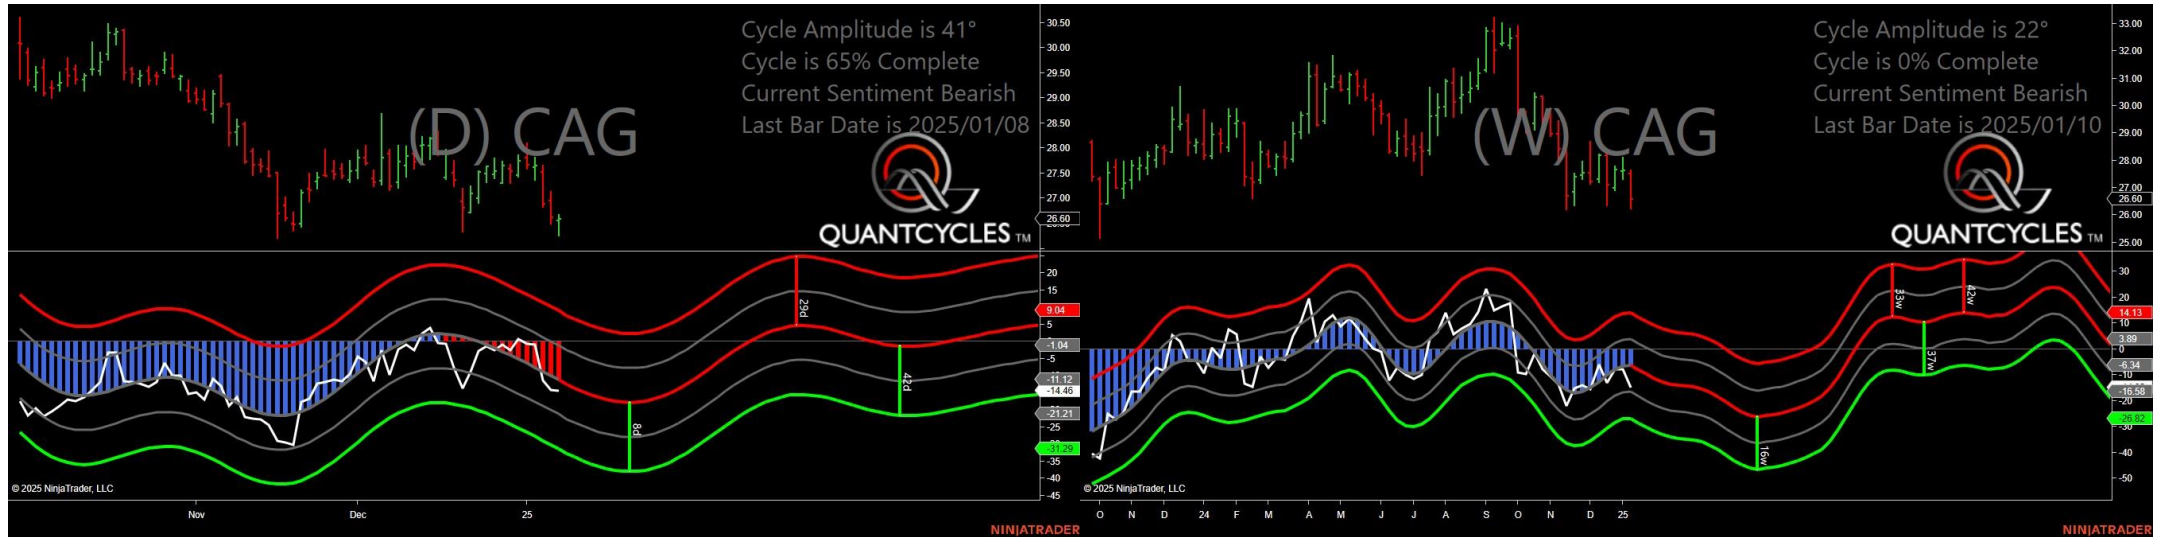 Cycle Amplitude is 41°
Cycle is 65% Complete
Current Sentiment Bearish
Last Bar Date is 2025/01/08
(D) CAG
QUANTCYCLES TM
30.50
30.00
29.50
29.00
28.50
28.00
27.50
27.00
26.60
20
15
9.04
5
-1.04
-5
-11.12
-14.46
-21.21
-25
-31.29
-35
-40
-45
29d
42d
8d
© 2025 NinjaTrader, LLC
Nov
Dec
25
NINJATRADER
Cycle Amplitude is 22°
Cycle is 0% Complete
Current Sentiment Bearish
Last Bar Date is 2025/01/10
(W) CAG
QUANTCYCLES TM
33.00
32.00
31.00
30.00
29.00
28.00
27.00
26.60
26.00
25.00
30
20
14.13
10
3.89
0
-6.34
-10
-16.58
-20
-26.82
-30
-40
-50
33w
42w
37w
16w
© 2025 NinjaTrader, LLC
O N D 24 F M A M J J A S O N D 25
NINJATRADER